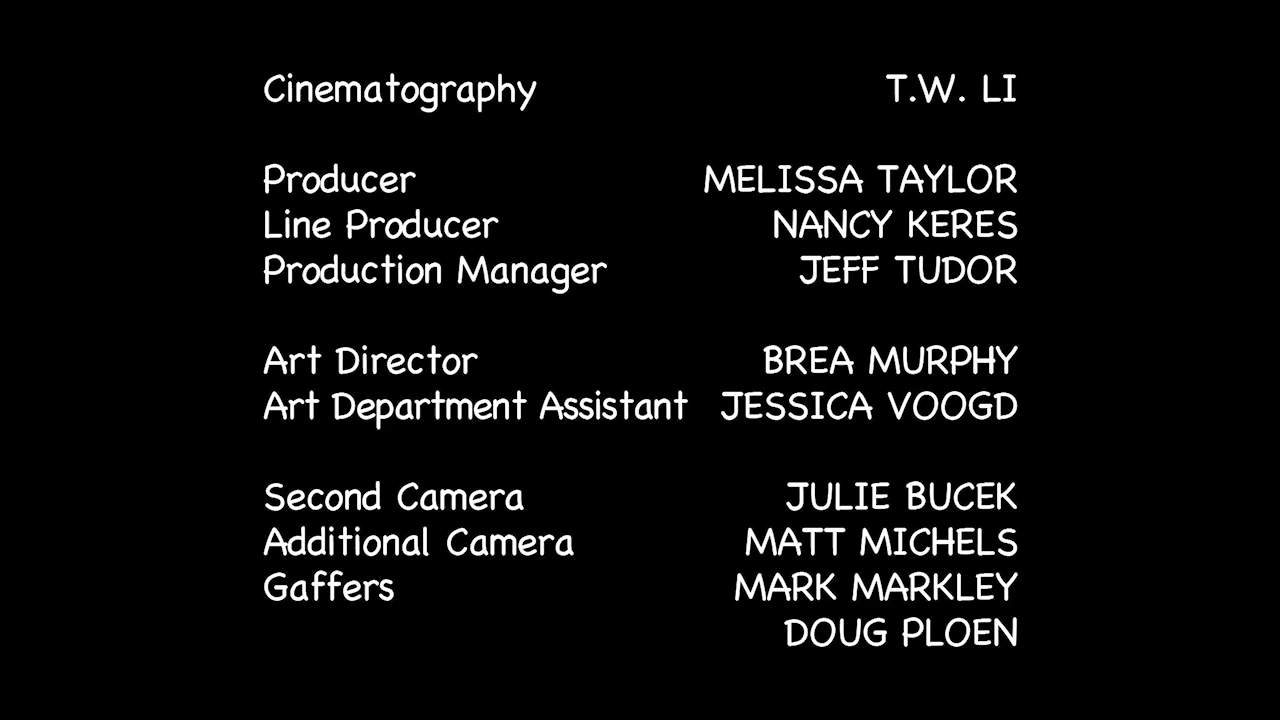 Cinematography T.W. LI
Producer MELISSA TAYLOR
Line Producer NANCY KERES
Production Manager JEFF TUDOR
Art Director BREA MURPHY
Art Department Assistant JESSICA VOOGD
Second Camera JULIE BUCEK
Additional Camera MATT MICHELS
Gaffers MARK MARKLEY
DOUG PLOEN